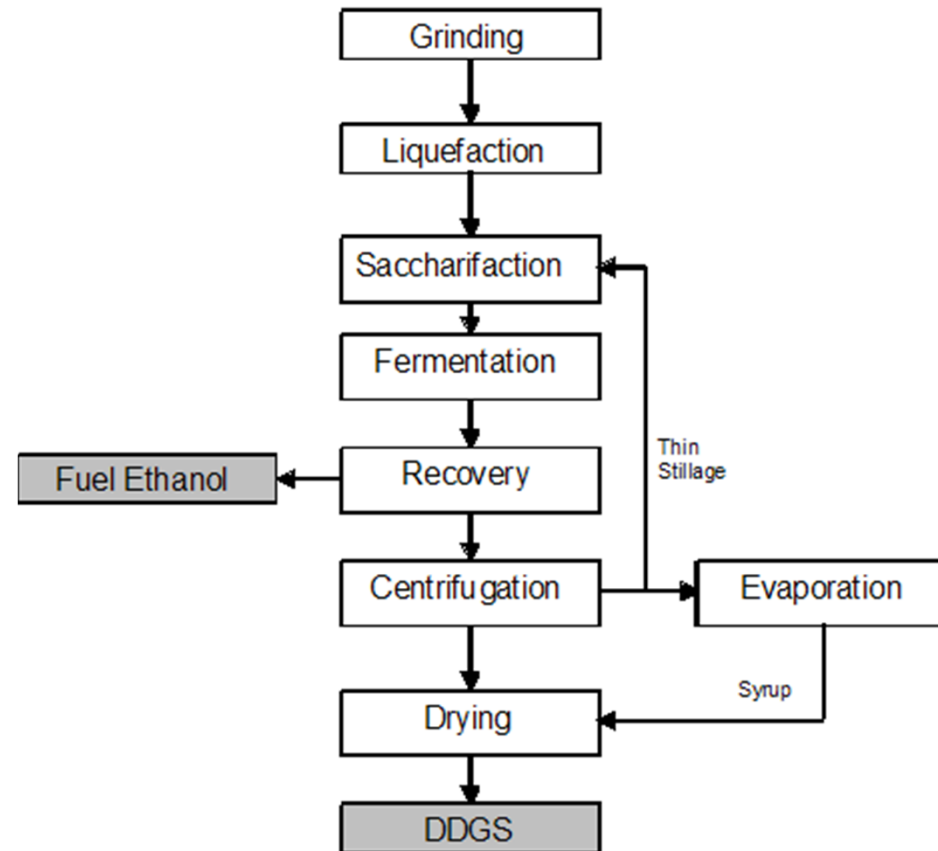 Grinding
Liquefaction
Saccharifaction
Fermentation
Thin
Stillage
Fuel Ethanol
Recovery
Centrifugation
Evaporation
Syrup
Drying
DDGS